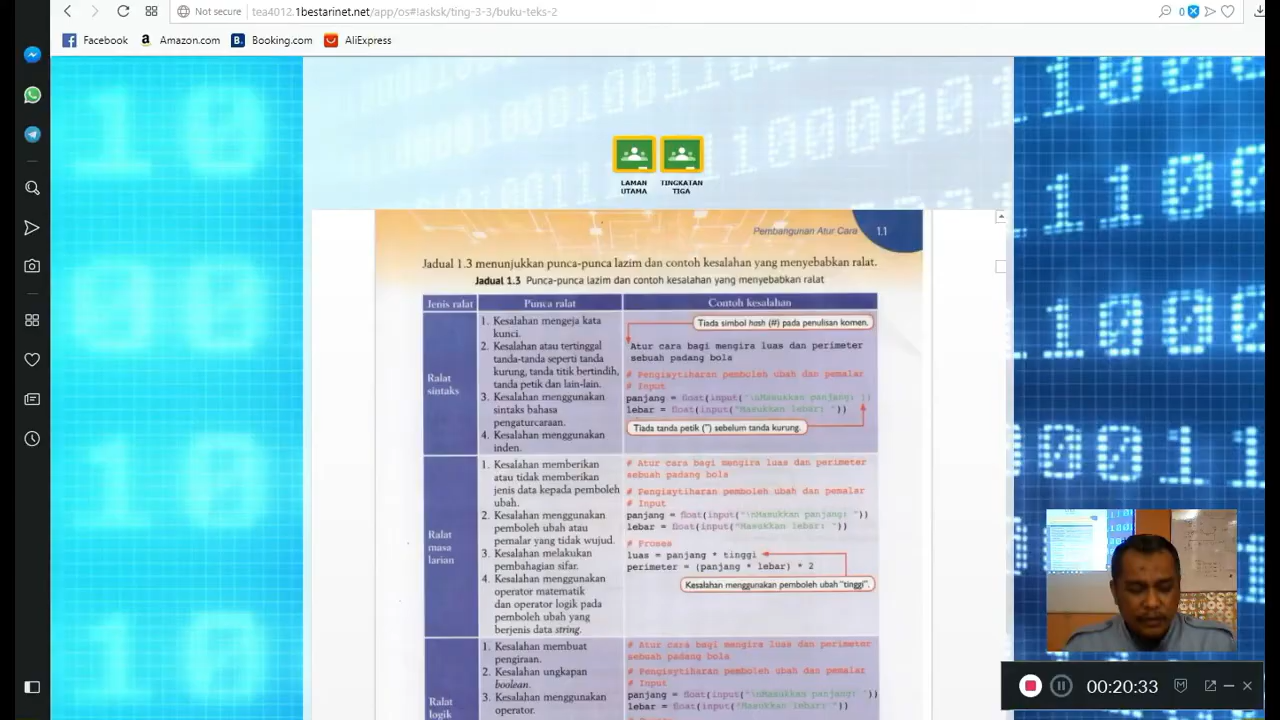 Not secure
tea4012.1bestarinet.net/app/os#!asksk/ting-3-3/buku-teks-2
0
Facebook
a Amazon.com
B. Booking.com
AliExpress
LAMAN UTAMA
TINGKATAN TIGA
Pembangunan Atur Cara 1.1
Jadual 1.3 menunjukkan punca-punca lazim dan contoh kesalahan yang menyebabkan ralat.
Jadual 1.3 Punca-punca lazim dan contoh kesalahan yang menyebabkan ralat
Jenis ralat
Punca ralat
Contoh kesalahan
Ralat
sintaks
1. Kesalahan mengeja kata
kunci.
2. Kesalahan atau tertinggal
tanda-tanda seperti tanda
kurung, tanda titik bertindih,
tanda petik dan lain-lain.
3. Kesalahan menggunakan
sintaks bahasa
pengaturcaraan.
4. Kesalahan menggunakan
inden.
Tiada simbol hash (#) pada penulisan komen.
Atur cara bagi mengira luas dan perimeter
sebuah padang bola
# Pengisytiharan pemboleh ubah dan pemalar
# Input
panjang = float(input("\nMasukkan panjang: ))
lebar = float(input("Masukkan lebar: "))
Tiada tanda petik (") sebelum tanda kurung.
Ralat
masa
larian
1. Kesalahan memberikan
atau tidak memberikan
jenis data kepada pemboleh
ubah.
2. Kesalahan menggunakan
pemboleh ubah atau
pemalar yang tidak wujud.
3. Kesalahan melakukan
pembahagian sifar.
4. Kesalahan menggunakan
operator matematik
dan operator logik pada
pemboleh ubah yang
berjenis data string.
# Atur cara bagi mengira luas dan perimeter
sebuah padang bola
# Pengisytiharan pemboleh ubah dan pemalar
# Input
panjang = float(input("\nMasukkan panjang: "))
lebar = float(input("Masukkan lebar: "))
# Proses
luas = panjang * tinggi
perimeter = (panjang * lebar) * 2
Kesalahan menggunakan pemboleh ubah "tinggi".
Ralat
logik
1. Kesalahan membuat
pengiraan.
2. Kesalahan ungkapan
boolean.
3. Kesalahan menggunakan
operator.
# Atur cara bagi mengira luas dan perimeter
sebuah padang bola
# Pengisytiharan pemboleh ubah dan pemalar
# Input
panjang = float(input("\nMasukkan panjang: "))
lebar = float(input("Masukkan lebar: "))
00:20:33